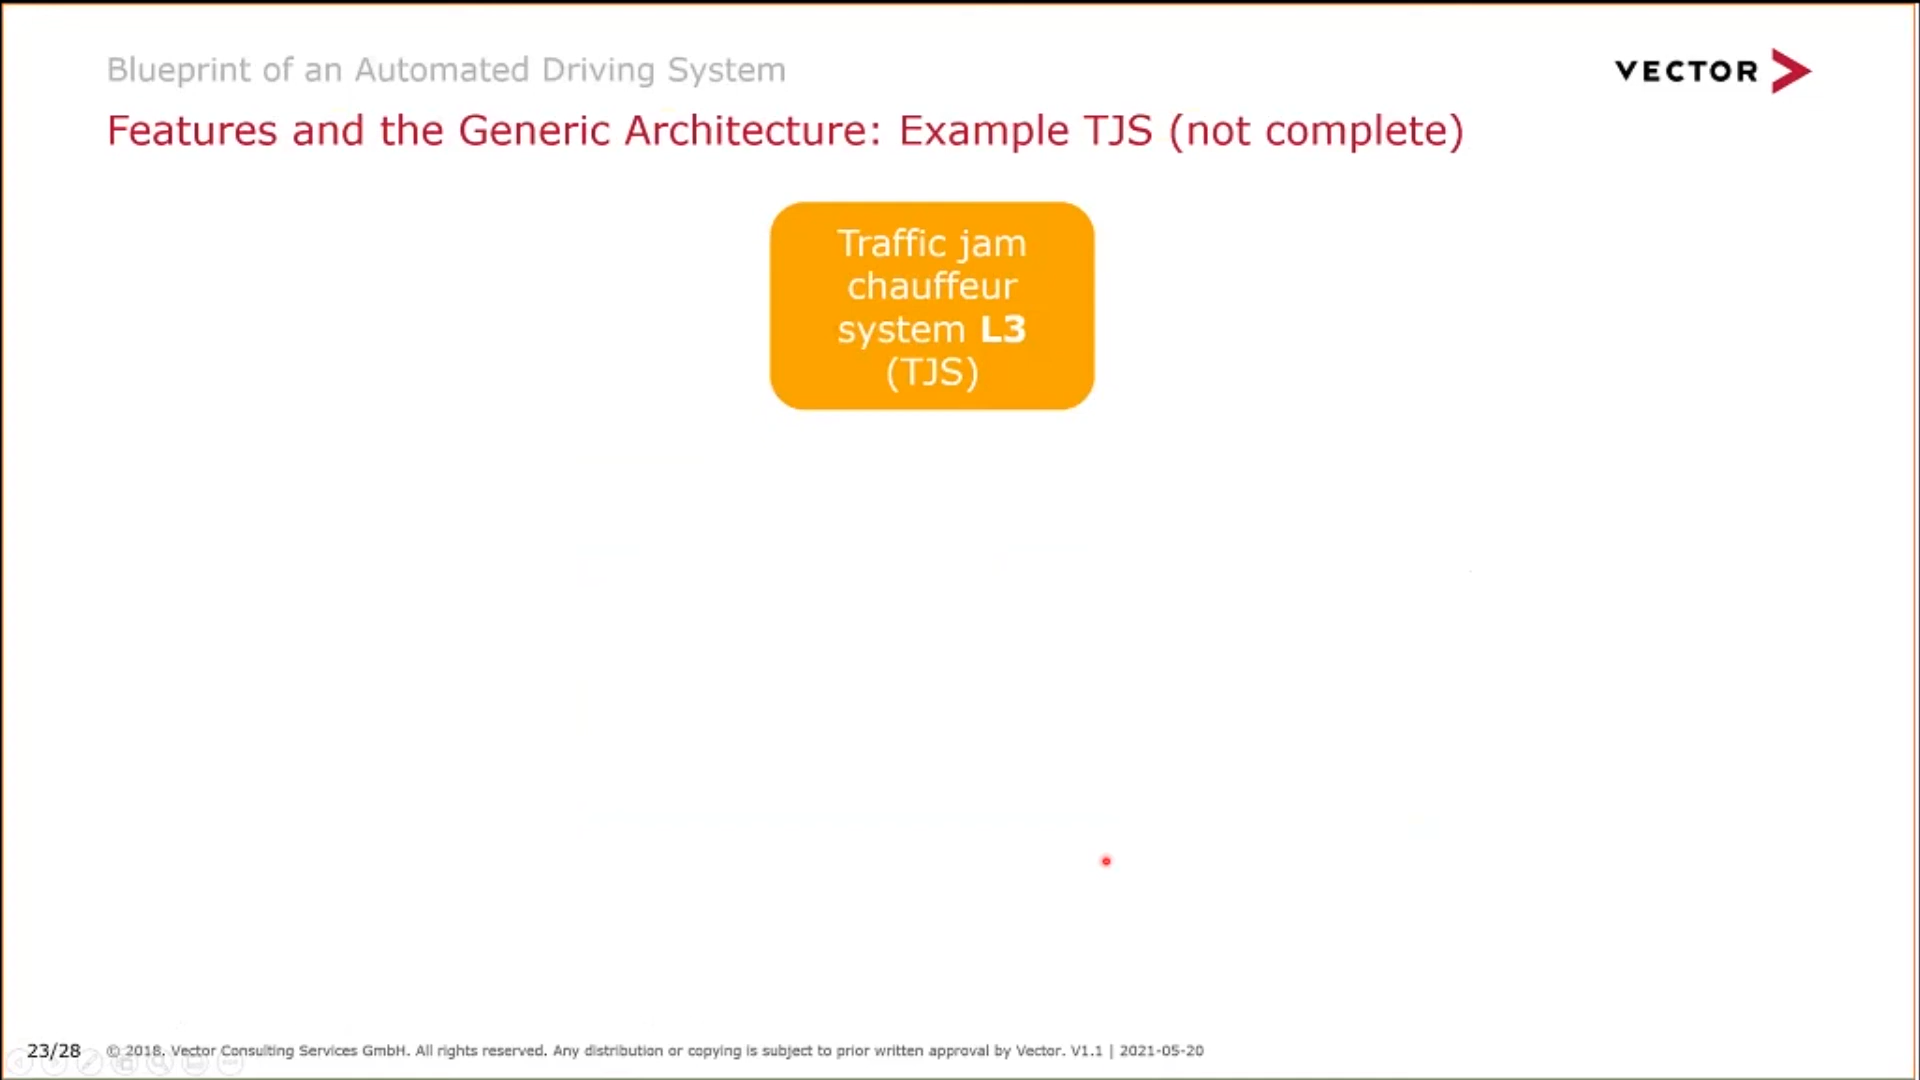 Blueprint of an Automated Driving System
VECTOR
Features and the Generic Architecture: Example TJS (not complete)
Traffic jam
chauffeur
system L3
(TJS)
23/28 © 2018. Vector Consulting Services GmbH. All rights reserved. Any distribution or copying is subject to prior written approval by Vector. V1.1 | 2021-05-20